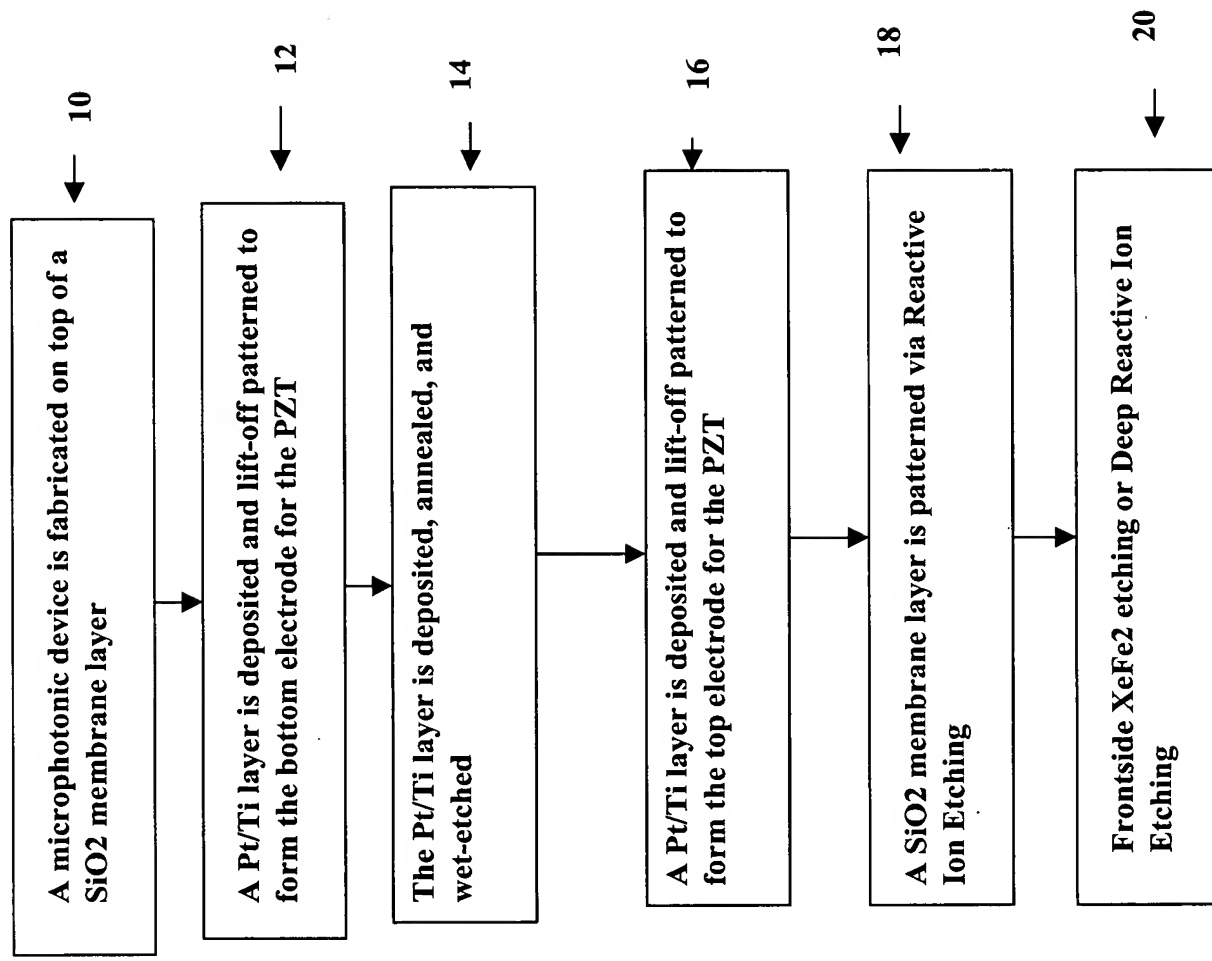 A microphotonic device is fabricated on top of a
SiO2 membrane layer
10
A Pt/Ti layer is deposited and lift-off patterned to
form the bottom electrode for the PZT
12
The Pt/Ti layer is deposited, annealed, and
wet-etched
14
A Pt/Ti layer is deposited and lift-off patterned to
form the top electrode for the PZT
16
A SiO2 membrane layer is patterned via Reactive
Ion Etching
18
Frontside XeFe2 etching or Deep Reactive Ion
Etching
20